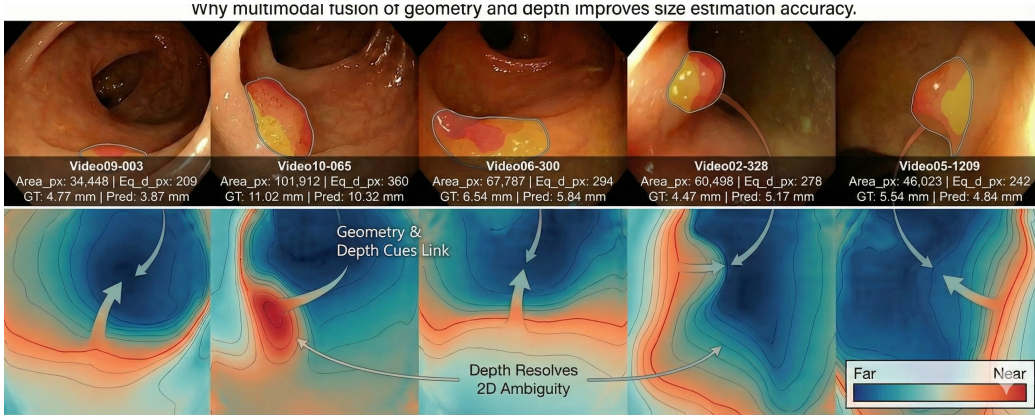 Why multimodal fusion of geometry and depth improves size estimation accuracy.
Video09-003
Area_px: 34,448 | Eq_d_px: 209
GT: 4.77 mm | Pred: 3.87 mm
Video10-065
Area_px: 101,912 | Eq_d_px: 360
GT: 11.02 mm | Pred: 10.32 mm
Video06-300
Area_px: 67,787 | Eq_d_px: 294
GT: 6.54 mm | Pred: 5.84 mm
Video02-328
Area_px: 60,498 | Eq_d_px: 278
GT: 4.47 mm | Pred: 5.17 mm
Video05-1209
Area_px: 46,023 | Eq_d_px: 242
GT: 5.54 mm | Pred: 4.84 mm
Geometry &
Depth Cues Link
Depth Resolves
2D Ambiguity
Far Near